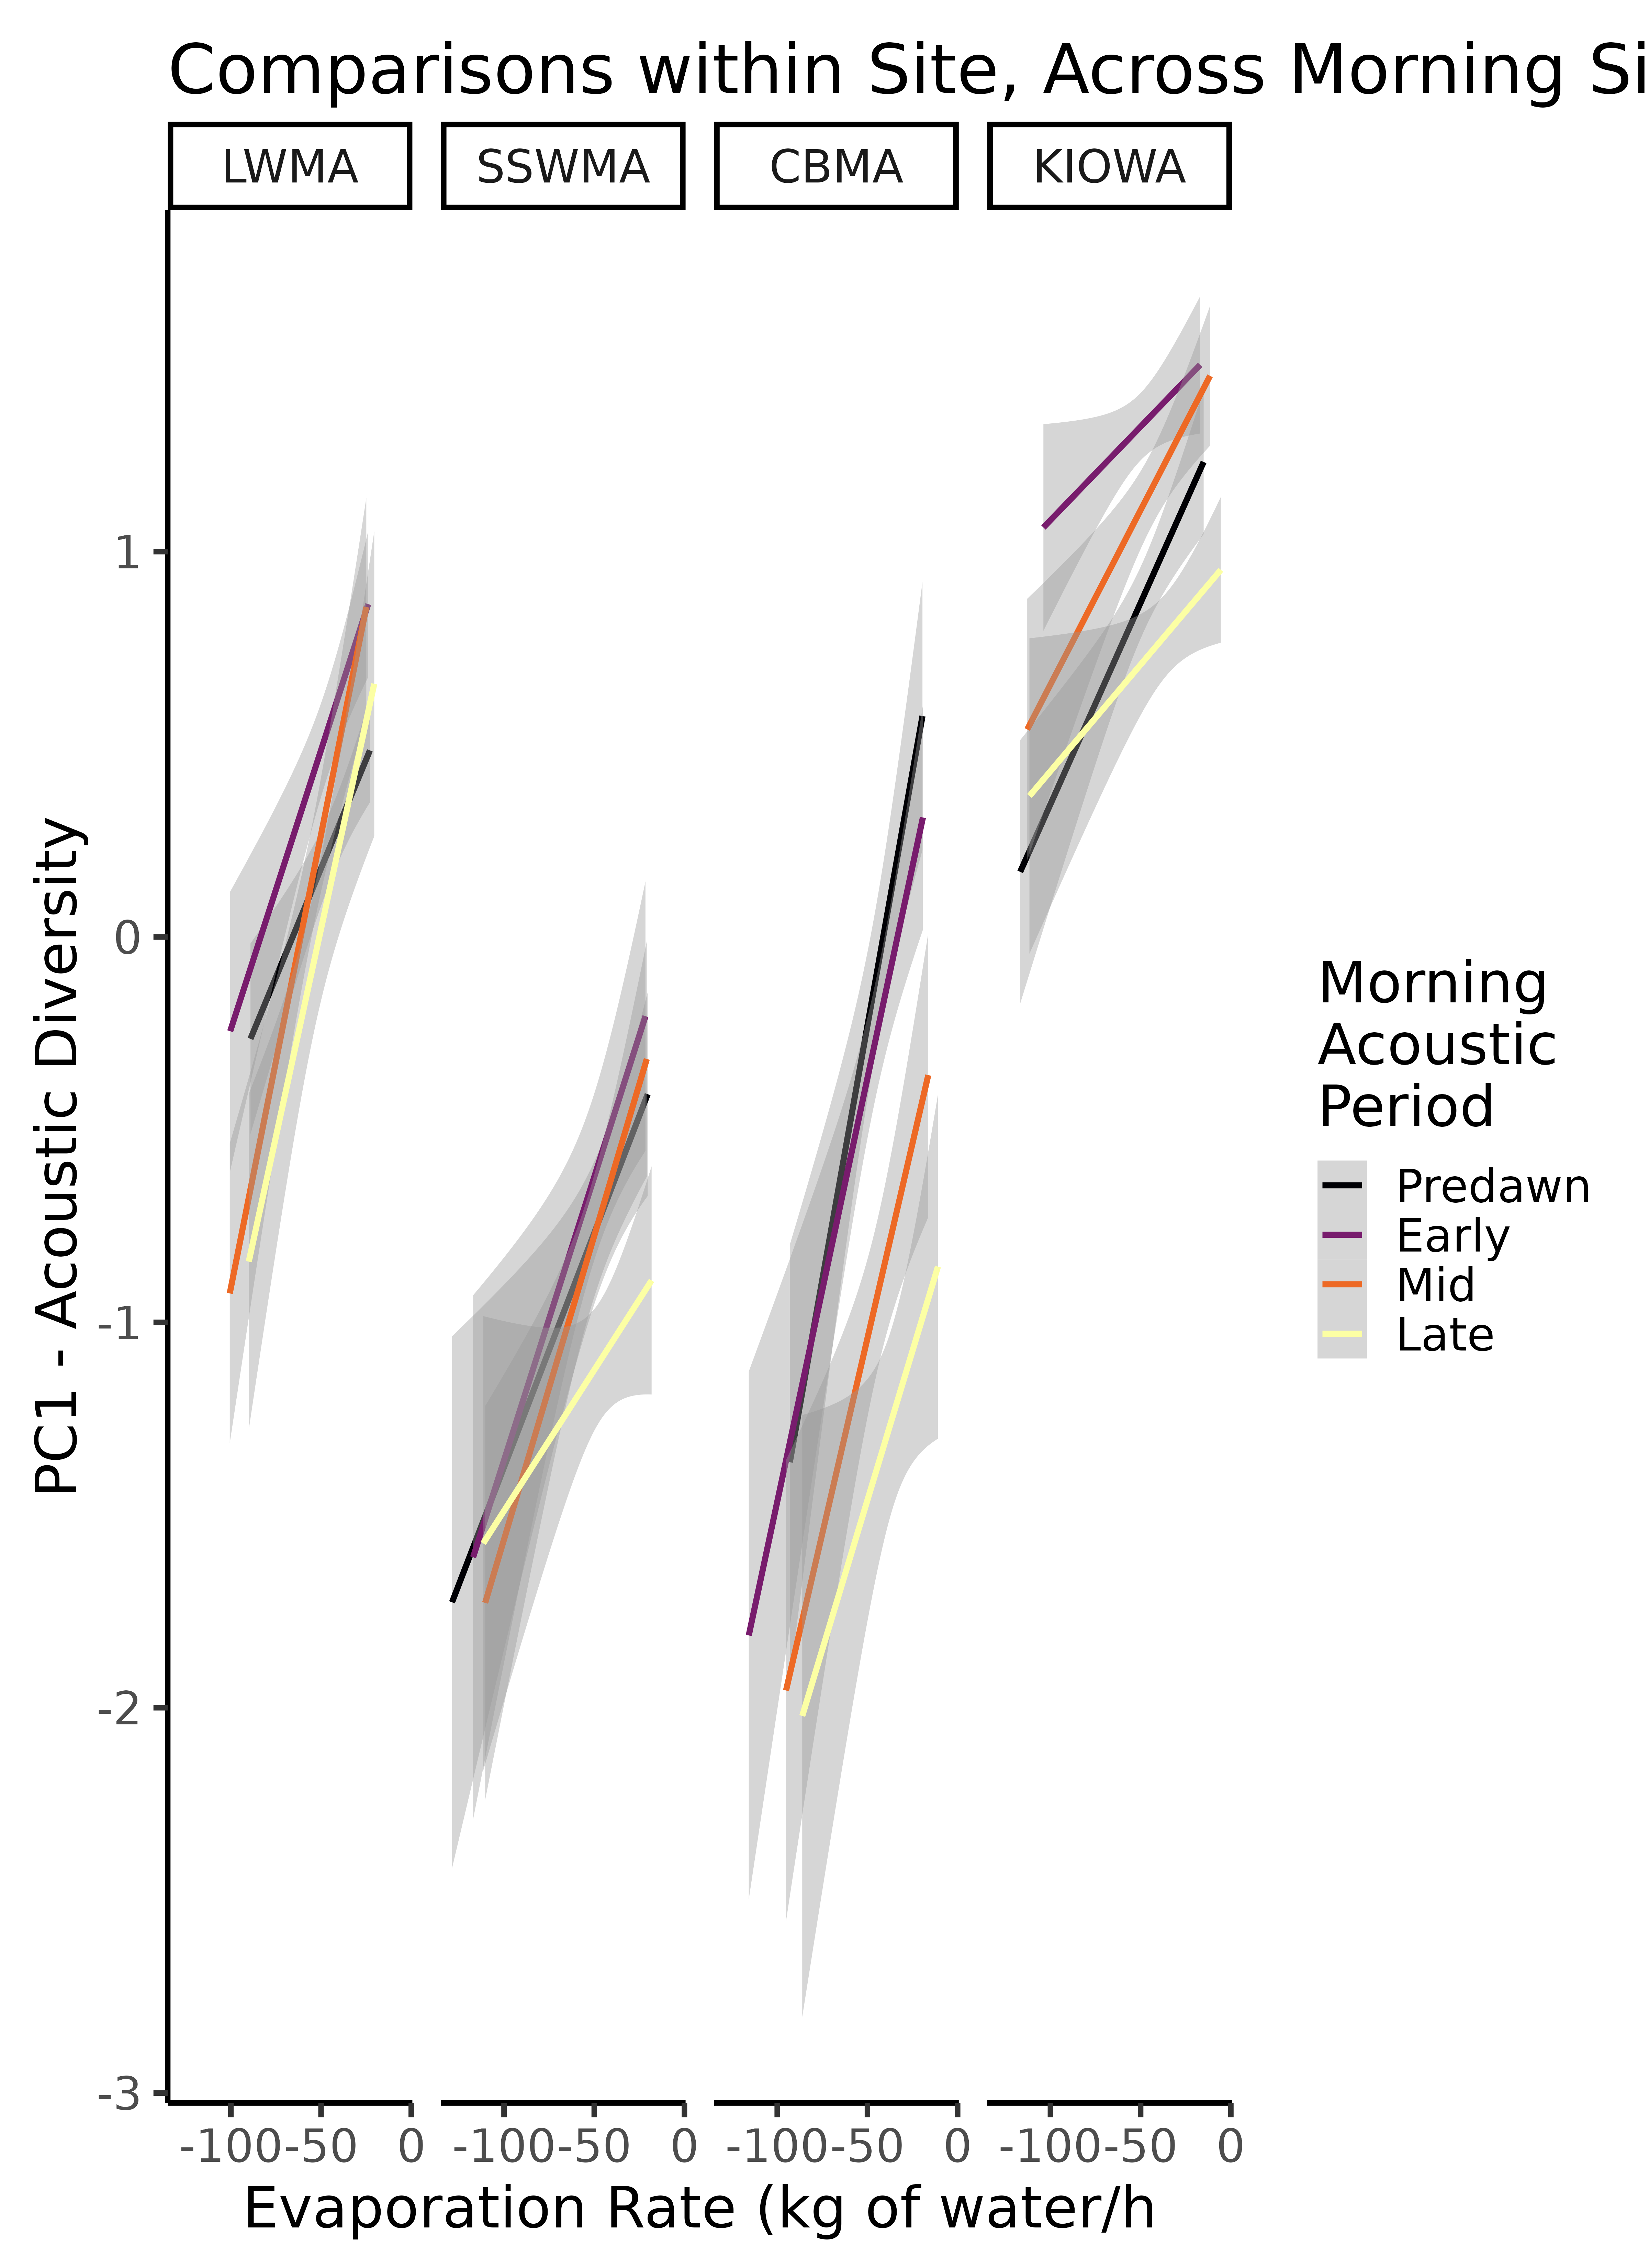 Comparisons within Site, Across Morning Si
LWMA SSWMA CBMA KIOWA
1
0
-1
-2
-3
PC1 - Acoustic Diversity
-100 -50 0 -100 -50 0 -100 -50 0 -100 -50 0
Evaporation Rate (kg of water/h
Morning
Acoustic
Period
Predawn
Early
Mid
Late